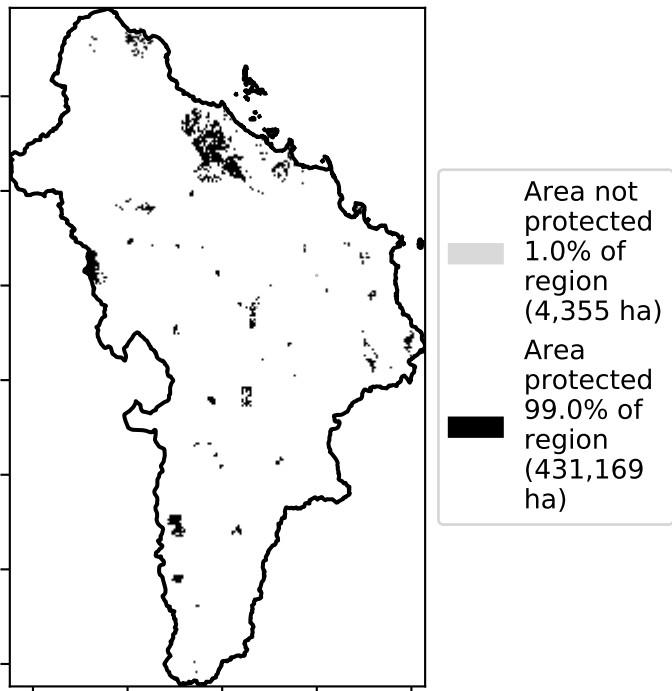 Area not
protected
1.0% of
region
(4,355 ha)
Area
protected
99.0% of
region
(431,169
ha)